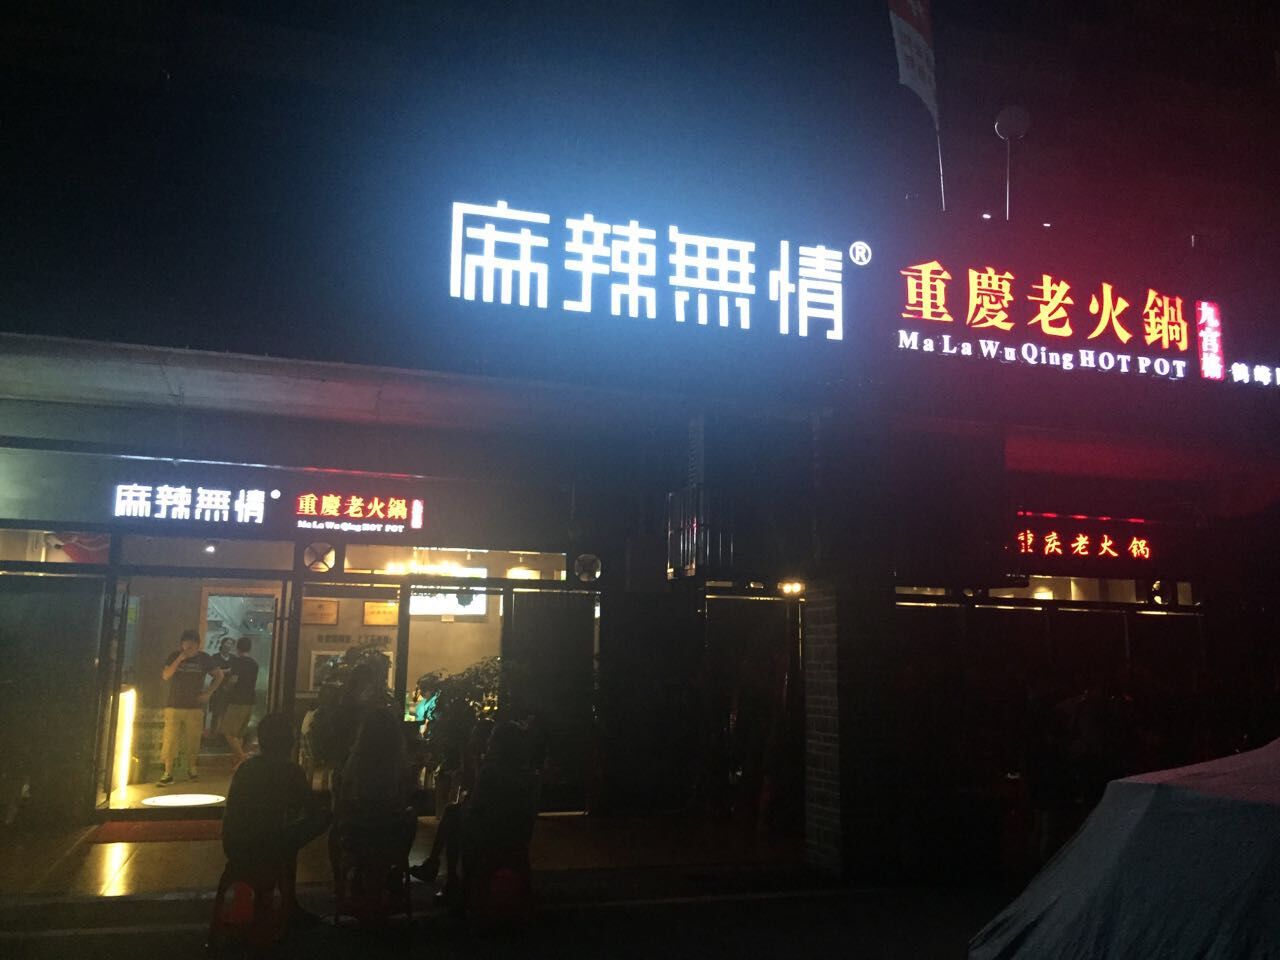 麻辣無情®
重慶老火鍋
九宫格
Ma La Wu Qing HOT POT
麻辣無情
重慶老火鍋
Ma La Wu Qing HOT POT
重庆老火锅